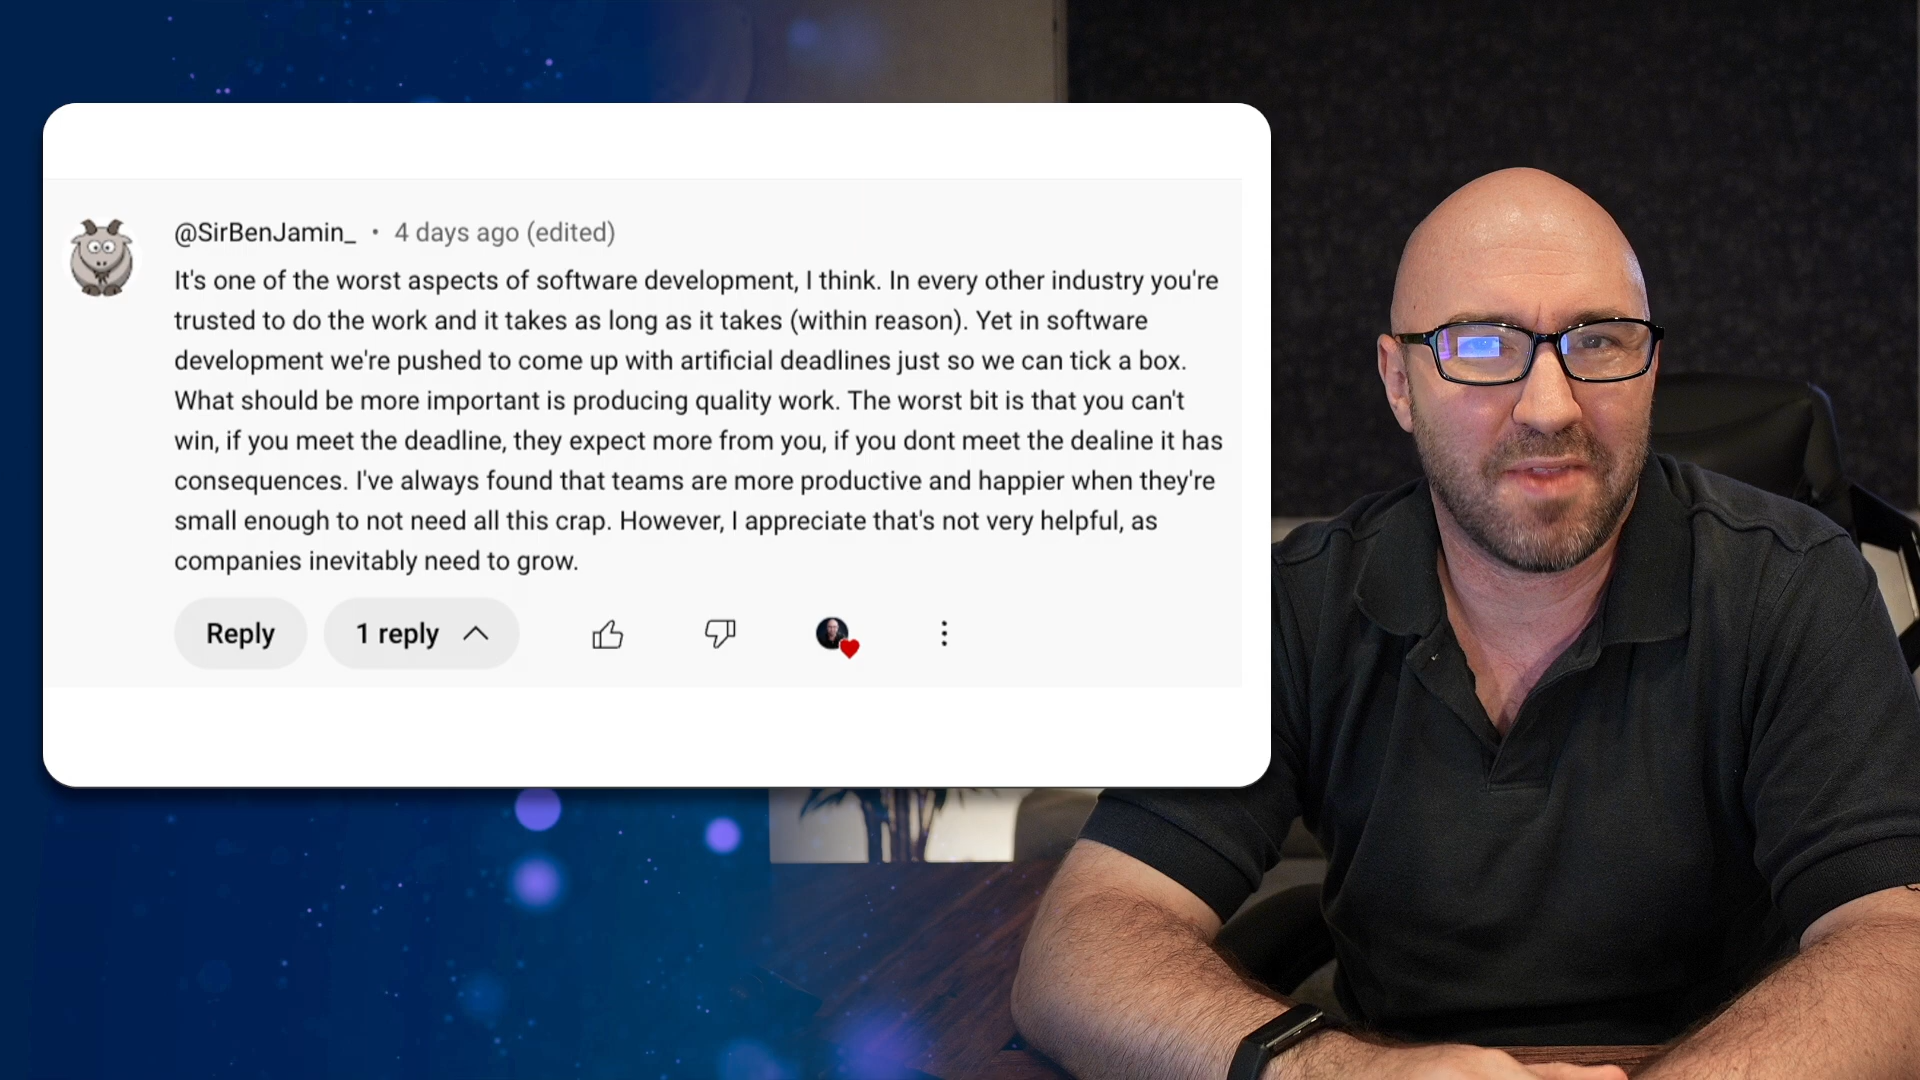 @SirBenJamin_ • 4 days ago (edited)
It's one of the worst aspects of software development, I think. In every other industry you're
trusted to do the work and it takes as long as it takes (within reason). Yet in software
development we're pushed to come up with artificial deadlines just so we can tick a box.
What should be more important is producing quality work. The worst bit is that you can't
win, if you meet the deadline, they expect more from you, if you dont meet the dealine it has
consequences. I've always found that teams are more productive and happier when they're
small enough to not need all this crap. However, I appreciate that's not very helpful, as
companies inevitably need to grow.
Reply 1 reply